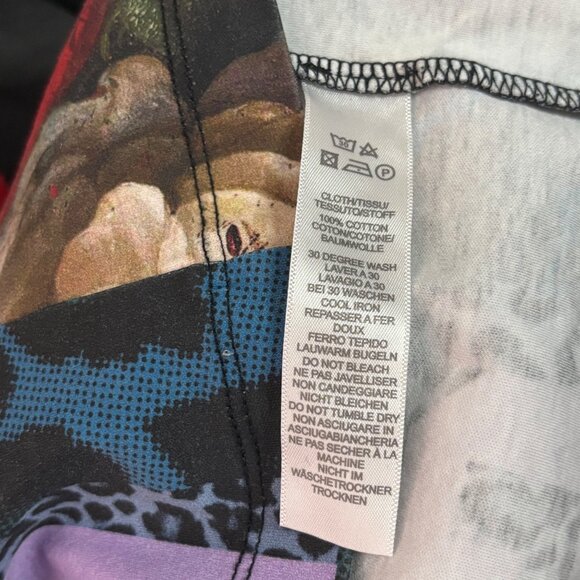 30
P
CLOTH/TISSU/
TESSUTO/STOFF
100% COTTON
COTON/COTONE/
BAUMWOLLE
30 DEGREE WASH
LAVER A 30
LAVAGIO A 30
BEI 30 WASCHEN
COOL IRON
REPASSER A FER
DOUX
FERRO TEPIDO
LAUWARM BUGELN
DO NOT BLEACH
NE PAS JAVELLISER
NON CANDEGGIARE
NICHT BLEICHEN
DO NOT TUMBLE DRY
NON ASCIUGARE IN
ASCIUGABIANCHERIA
NE PAS SECHER À LA
MACHINE
NICHT IM
WÄSCHETROCKNER
TROCKNEN